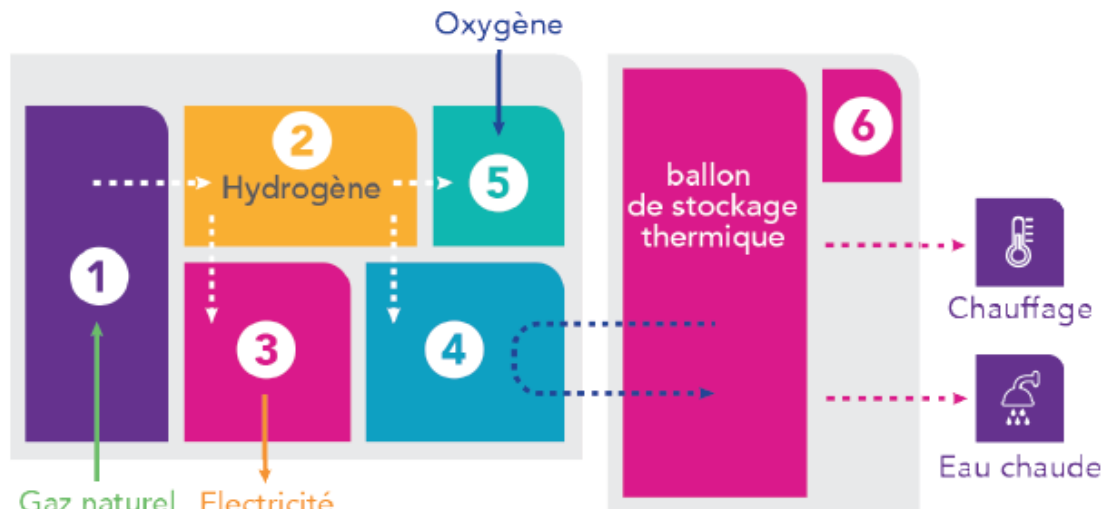 Oxygène
2
Hydrogène
5
1
3
4
ballon
de stockage
thermique
6
Chauffage
Eau chaude
Gaz naturel
Electricité